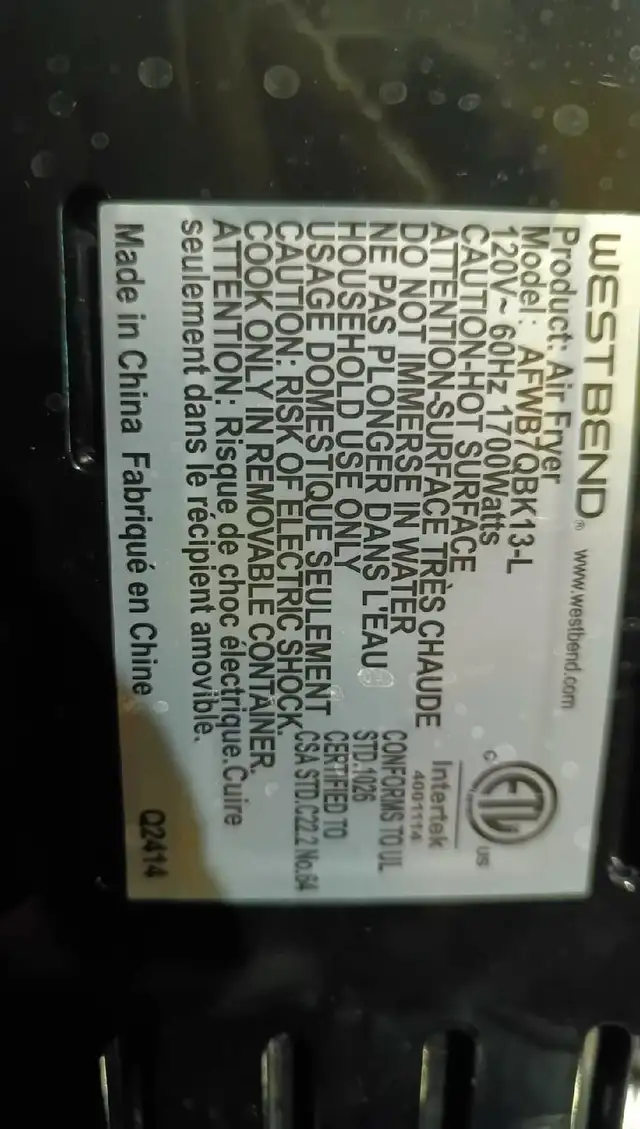 WEST BEND® www.westbend.com
Product: Air Fryer
Model: AFWB7QBK13-L
120V~ 60Hz 1700Watts
CAUTION-HOT SURFACE
ATTENTION-SURFACE TRÈS CHAUDE
DO NOT IMMERSE IN WATER
NE PAS PLONGER DANS L'EAU
HOUSEHOLD USE ONLY
USAGE DOMESTIQUE SEULEMENT
CAUTION: RISK OF ELECTRIC SHOCK.
COOK ONLY IN REMOVABLE CONTAINER.
ATTENTION: Risque de choc électrique.Cuire
seulement dans le récipient amovible.
Made in China Fabriqué en Chine
ETL
C US
Intertek
4001114
CONFORMS TO UL
STD.1026
CERTIFIED TO
CSA STD.C22.2 No.64
Q2414